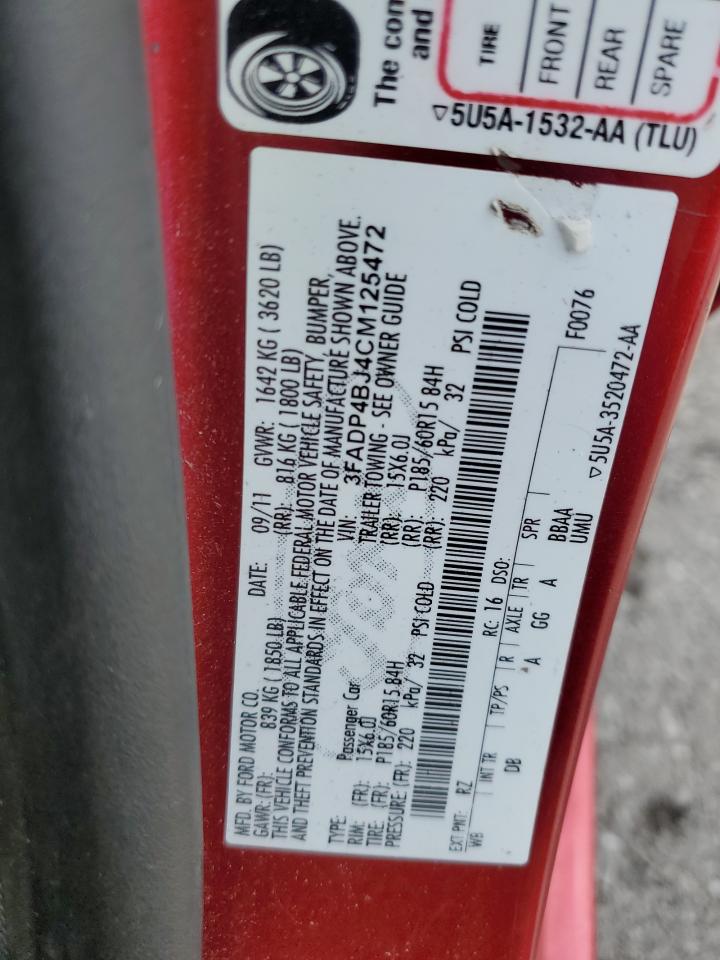 The con
and
TIRE
FRONT
REAR
SPARE
▽5U5A-1532-AA (TLU)
MFD. BY FORD MOTOR CO.
DATE: 09/11 GVWR: 1642 KG ( 3620 LB)
GAWR: (FR): 839 KG (1850 LB) (RR): 816 KG (1800 LB)
THIS VEHICLE CONFORMS TO ALL APPLICABLE FEDERAL MOTOR VEHICLE SAFETY, BUMPER,
AND THEFT PREVENTION STANDARDS IN EFFECT ON THE DATE OF MANUFACTURE SHOWN ABOVE.
VIN: 3FADP4BJ4CM125472
TYPE: Passenger Car TRAILER TOWING - SEE OWNER GUIDE
RIM: (FR): 15X6.0J (RR): 15X6.0J
TIRE: (FR): P185/60R15 84H (RR): P185/60R15 84H
PRESSURE: (FR): 220 kPa/ 32 PSI COLD (RR): 220 kPa/ 32 PSI COLD
EXT PNT: RZ RC: 16 DSO: F0076
WB INT TR TP/PS R AXLE TR SPR
DB A GG A BBAA
UMU
▽5U5A-3520472-AA